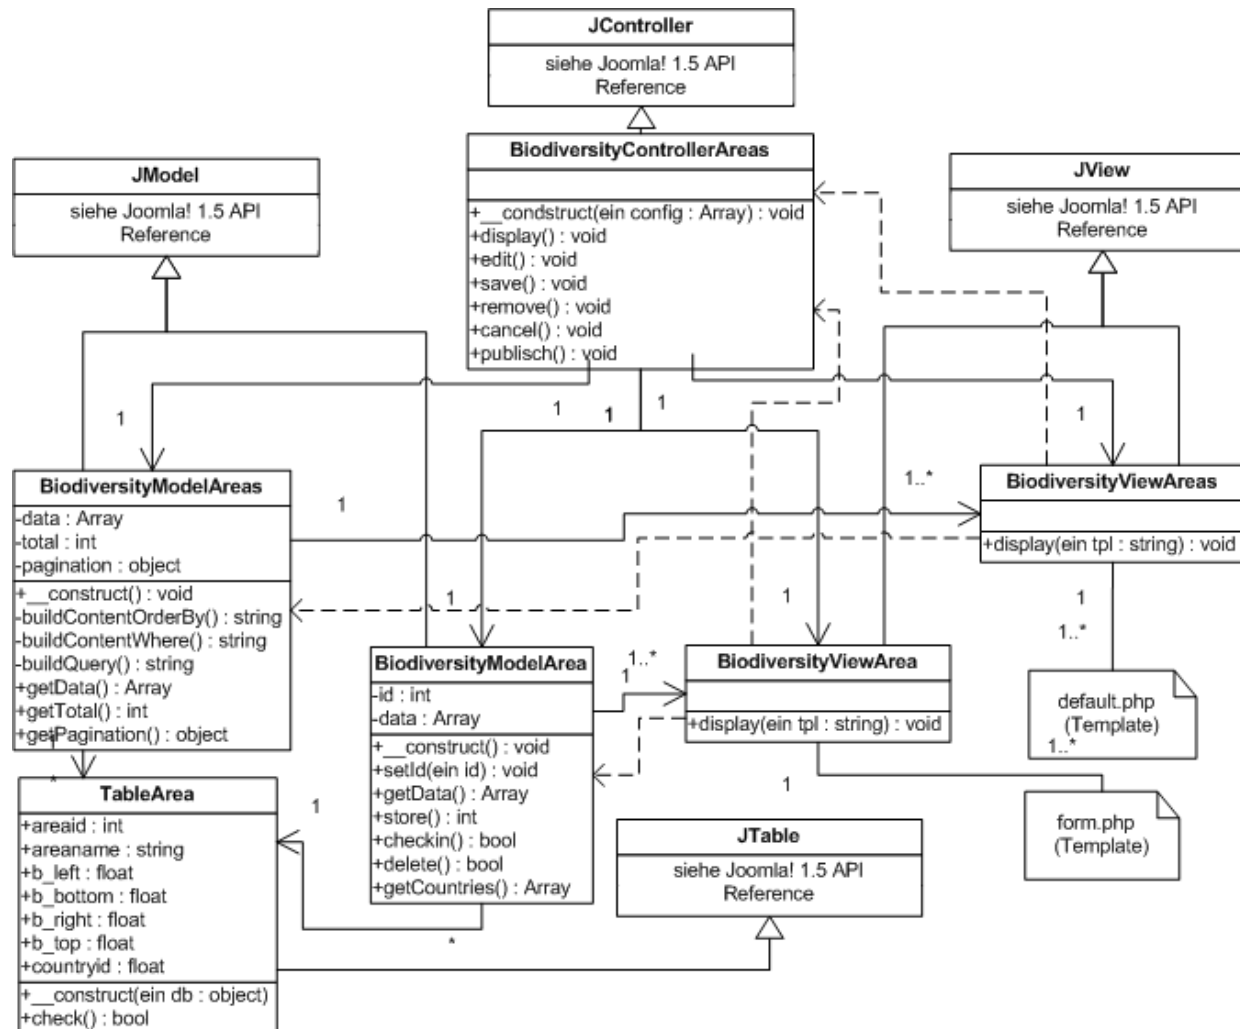 JController
siehe Joomla! 1.5 API
Reference
BiodiversityControllerAreas
+__condstruct(ein config : Array) : void
+display() : void
+edit() : void
+save() : void
+remove() : void
+cancel() : void
+publisch() : void
JModel
siehe Joomla! 1.5 API
Reference
JView
siehe Joomla! 1.5 API
Reference
1
1
1
1
1
BiodiversityModelAreas
-data : Array
-total : int
-pagination : object
+__construct() : void
-buildContentOrderBy() : string
-buildContentWhere() : string
-buildQuery() : string
+getData() : Array
+getTotal() : int
+getPagination() : object
1
1..*
BiodiversityViewAreas
+display(ein tpl : string) : void
1
1
1
1..*
BiodiversityModelArea
-id : int
-data : Array
+__construct() : void
+setId(ein id) : void
+getData() : Array
+store() : int
+checkin() : bool
+delete() : bool
+getCountries() : Array
1..*
1
BiodiversityViewArea
+display(ein tpl : string) : void
default.php
(Template)
1..*
1
form.php
(Template)
1
*
TableArea
+areaid : int
+areaname : string
+b_left : float
+b_bottom : float
+b_right : float
+b_top : float
+countryid : float
+__construct(ein db : object)
+check() : bool
1
*
JTable
siehe Joomla! 1.5 API
Reference